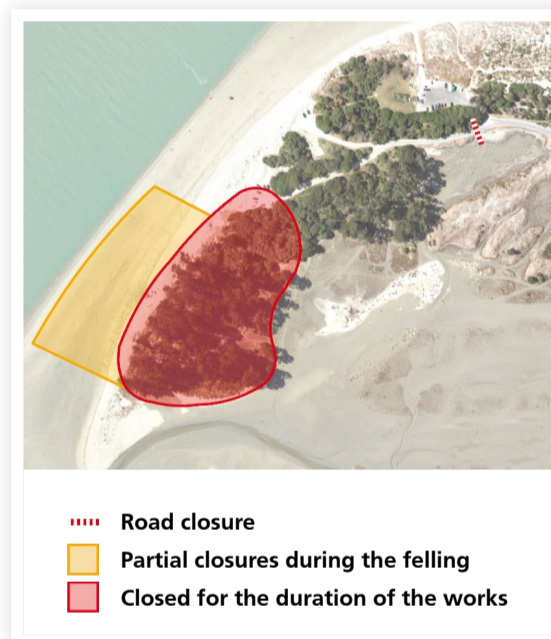 Road closure
Partial closures during the felling
Closed for the duration of the works